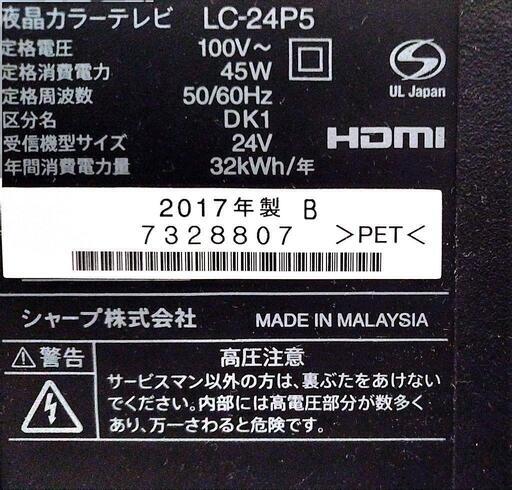 液晶カラーテレビ LC-24P5
定格電圧 100V～
定格消費電力 45W
定格周波数 50/60Hz
区分名 DK1
受信機型サイズ 24V
年間消費電力量 32kWh/年
S
UL Japan
HDMI
2017年製 B
7328807 >PET<
シャープ株式会社 MADE IN MALAYSIA
⚠警告
高圧注意
サービスマン以外の方は、裏ぶたをあけない
でください。内部には高電圧部分が数多く
あり、万一さわると危険です。